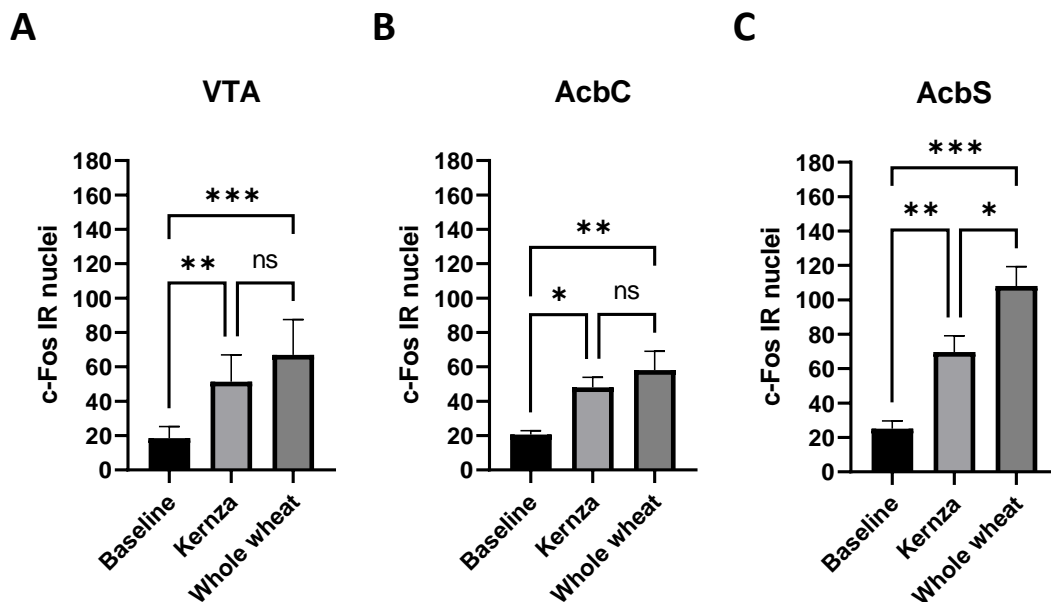 A
VTA
c-Fos IR nuclei
180
160
140
120
100
80
60
40
20
0
***
**
ns
Baseline
Kernza
Whole wheat
B
AcbC
c-Fos IR nuclei
180
160
140
120
100
80
60
40
20
0
**
*
ns
Baseline
Kernza
Whole wheat
C
AcbS
c-Fos IR nuclei
180
160
140
120
100
80
60
40
20
0
***
**
*
Baseline
Kernza
Whole wheat